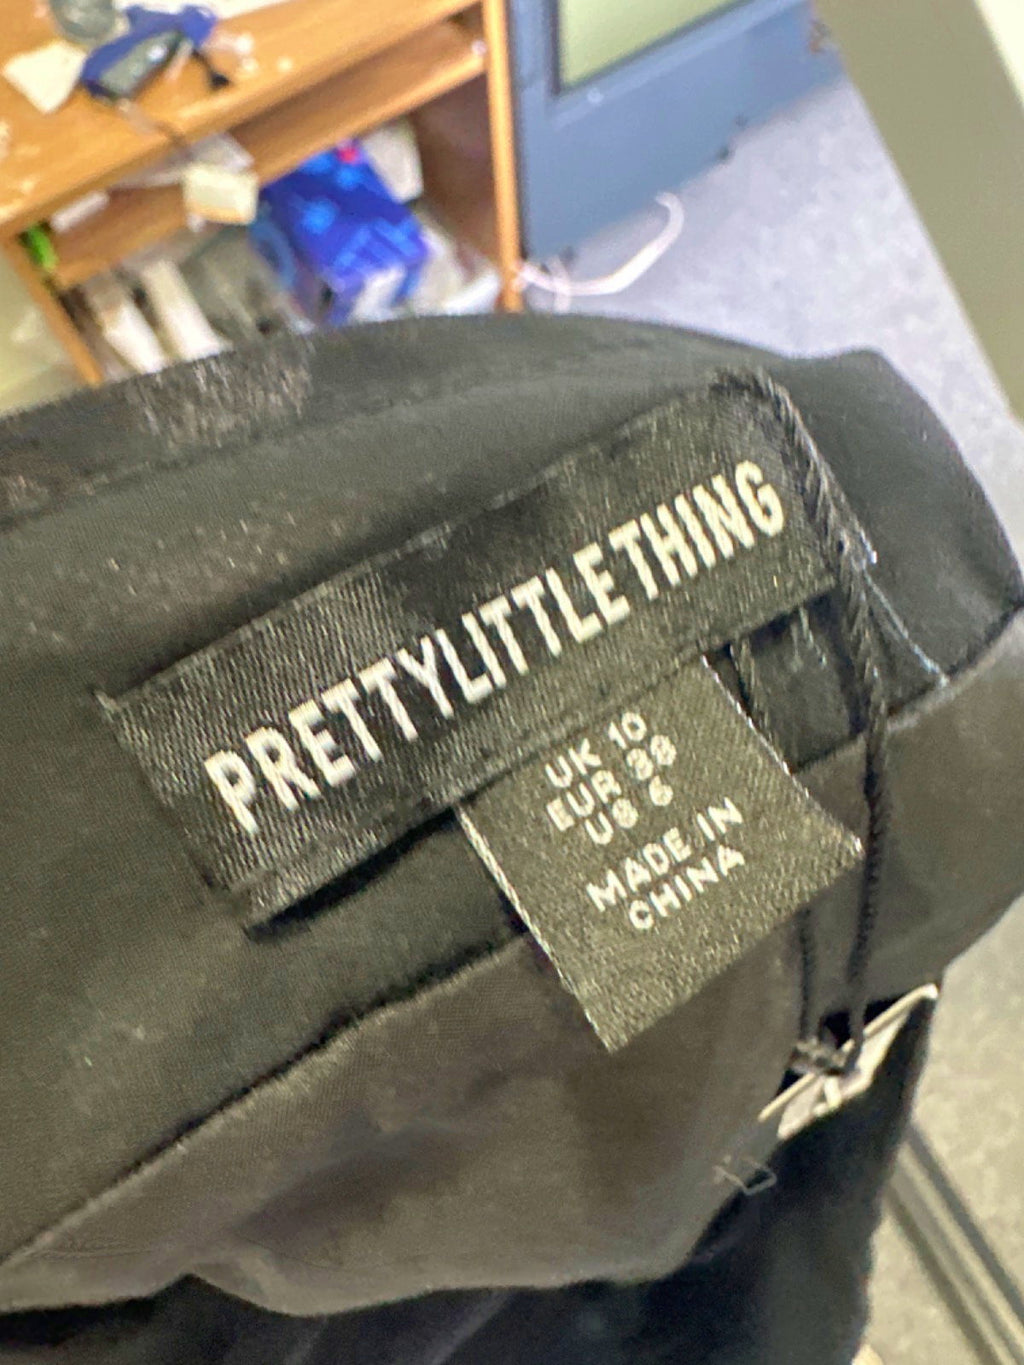 PRETTYLITTLETHING
UK 10
EUR 38
US 6
MADE IN
CHINA